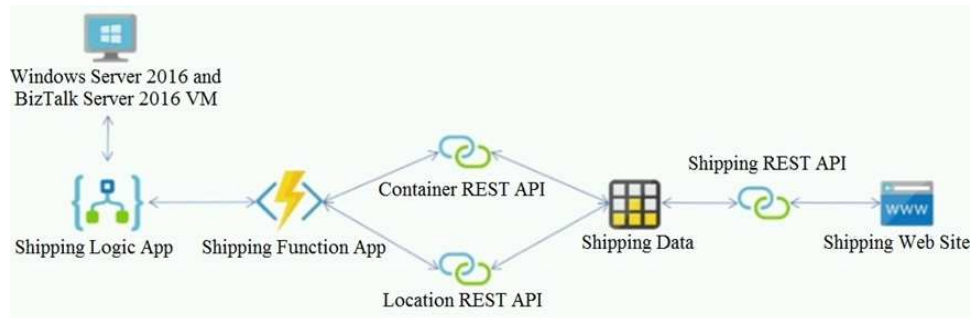 Windows Server 2016 and
BizTalk Server 2016 VM
Shipping REST API
Container REST API
Shipping Logic App
Shipping Function App
Shipping Data
www
Shipping Web Site
Location REST API